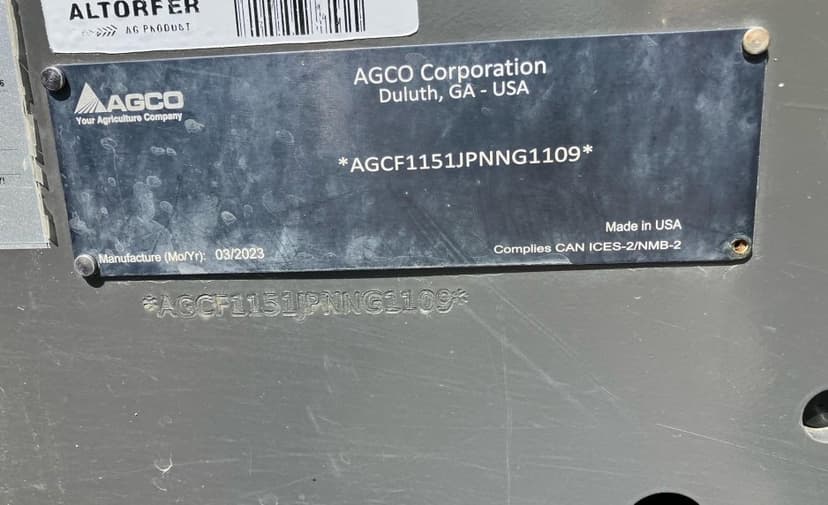 ALTORFER
AG PRODUCT
AGCO
Your Agriculture Company
AGCO Corporation
Duluth, GA - USA
*AGCF1151JPNNG1109*
Made in USA
Manufacture (Mo/Yr): 03/2023
Complies CAN ICES-2/NMB-2
*AGCF1151JPNNG1109*